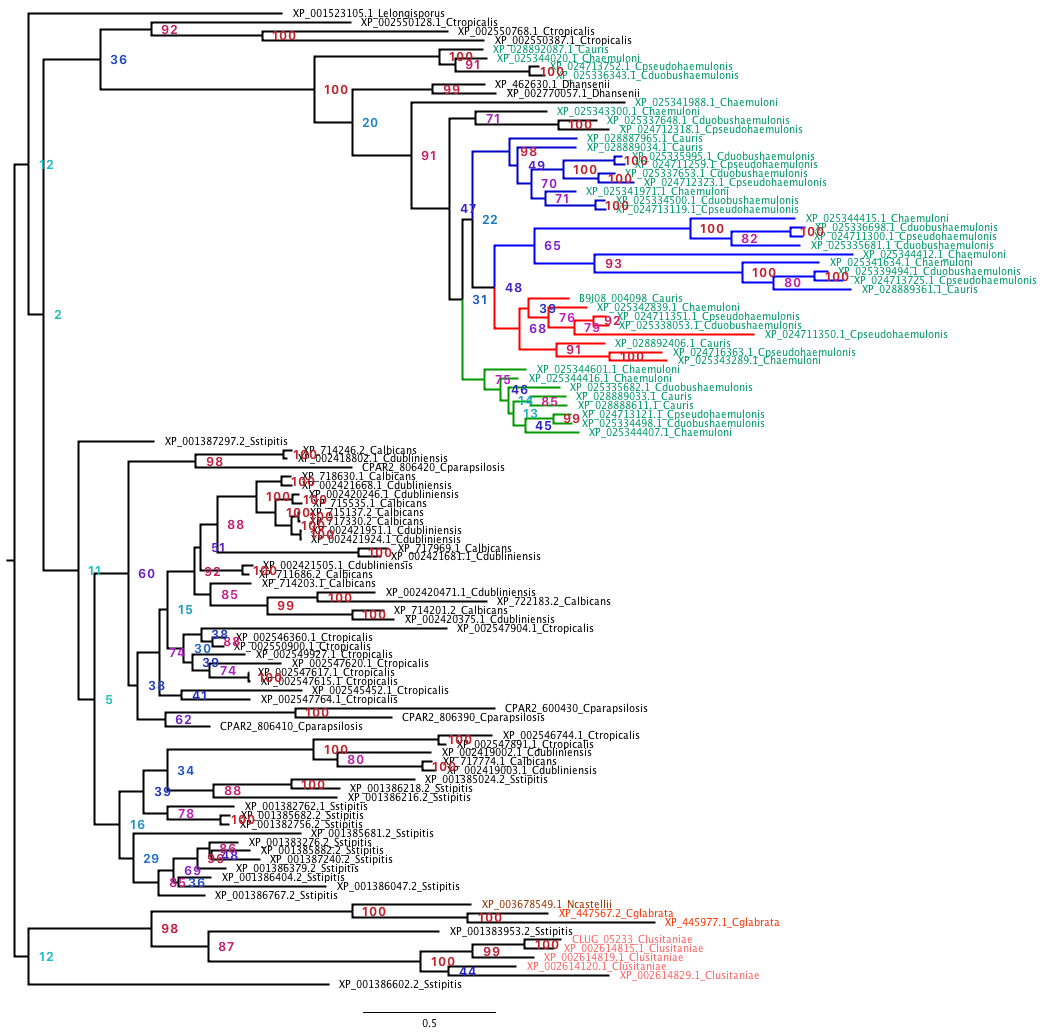 XP_001523105.1_Lelongisporus
XP_002550128.1_Ctropicalis
92
XP_002550768.1_Ctropicalis
100
XP_002550387.1_Ctropicalis
36
XP_028892087.1_Cauris
100
XP_025344020.1_Chaemuloni
91
XP_024713752.1_Cpseudohaemulonis
100
XP_025336343.1_Cduobushaemulonis
100
XP_462630.1_Dhansenii
99
XP_002770057.1_Dhansenii
XP_025341988.1_Chaemuloni
XP_025343300.1_Chaemuloni
71
XP_025337648.1_Cduobushaemulonis
100
20
XP_024712318.1_Cpseudohaemulonis
XP_028887965.1_Cauris
XP_028889034.1_Cauris
98
91
XP_025335995.1_Cduobushaemulonis
100
12
49
XP_024711259.1_Cpseudohaemulonis
100
XP_025337653.1_Cduobushaemulonis
100
70
XP_024712323.1_Cpseudohaemulonis
XP_025341971.1_Chaemuloni
71
XP_025334500.1_Cduobushaemulonis
100
47
XP_024713119.1_Cpseudohaemulonis
22
XP_025344415.1_Chaemuloni
100
XP_025336698.1_Cduobushaemulonis
100
XP_024711300.1_Cpseudohaemulonis
82
65
XP_025335681.1_Cduobushaemulonis
XP_025344412.1_Chaemuloni
93
XP_025341634.1_Chaemuloni
100
XP_025339494.1_Cduobushaemulonis
100
XP_024713725.1_Cpseudohaemulonis
80
48
XP_028889361.1_Cauris
31
B9J08_004098_Cauris
39
XP_025342839.1_Chaemuloni
2
76
XP_024711351.1_Cpseudohaemulonis
92
68
79
XP_025338053.1_Cduobushaemulonis
XP_024711350.1_Cpseudohaemulonis
XP_028892406.1_Cauris
91
XP_024716363.1_Cpseudohaemulonis
100
XP_025343289.1_Chaemuloni
XP_025344601.1_Chaemuloni
75
XP_025344416.1_Chaemuloni
46
XP_025335682.1_Cduobushaemulonis
14
XP_028889033.1_Cauris
85
XP_028888611.1_Cauris
13
XP_024713121.1_Cpseudohaemulonis
99
45
XP_025334498.1_Cduobushaemulonis
XP_025344407.1_Chaemuloni
XP_001387297.2_Sstipitis
XP_714246.2_Calbicans
100
XP_002418802.1_Cdubliniensis
98
CPAR2_806420_Cparapsilosis
XP_718630.1_Calbicans
100
XP_002421668.1_Cdubliniensis
100
XP_002420246.1_Cdubliniensis
100
XP_715535.1_Calbicans
100
XP_715137.2_Calbicans
100
XP_717330.2_Calbicans
100
88
XP_002421951.1_Cdubliniensis
100
XP_002421924.1_Cdubliniensis
51
XP_717969.1_Calbicans
100
XP_002421681.1_Cdubliniensis
11
60
XP_002421505.1_Cdubliniensis
92
100
XP_711686.2_Calbicans
XP_714203.1_Calbicans
85
XP_002420471.1_Cdubliniensis
100
99
XP_722183.2_Calbicans
15
XP_714201.2_Calbicans
100
XP_002420375.1_Cdubliniensis
XP_002547904.1_Ctropicalis
38
XP_002546360.1_Ctropicalis
88
30
XP_002550900.1_Ctropicalis
74
XP_002549927.1_Ctropicalis
39
XP_002547620.1_Ctropicalis
74
XP_002547617.1_Ctropicalis
100
XP_002547615.1_Ctropicalis
38
XP_002545452.1_Ctropicalis
41
5
XP_002547764.1_Ctropicalis
CPAR2_600430_Cparapsilosis
100
62
CPAR2_806390_Cparapsilosis
CPAR2_806410_Cparapsilosis
XP_002546744.1_Ctropicalis
100
XP_002547891.1_Ctropicalis
100
XP_002419002.1_Cdubliniensis
80
XP_717774.1_Calbicans
100
34
XP_002419003.1_Cdubliniensis
XP_001385024.2_Sstipitis
100
39
88
XP_001386218.2_Sstipitis
XP_001386216.2_Sstipitis
XP_001382762.1_Sstipitis
78
XP_001385682.2_Sstipitis
100
16
XP_001382756.2_Sstipitis
XP_001385681.2_Sstipitis
XP_001383276.2_Sstipitis
86
XP_001385882.2_Sstipitis
29
96
48
XP_001387240.2_Sstipitis
69
XP_001386379.2_Sstipitis
XP_001386404.2_Sstipitis
86
36
XP_001386047.2_Sstipitis
XP_001386767.2_Sstipitis
XP_003678549.1_Ncastellii
100
XP_447567.2_Cglabrata
100
XP_445977.1_Cglabrata
98
XP_001383953.2_Sstipitis
CLUG_05233_Clusitaniae
100
87
XP_002614815.1_Clusitaniae
99
12
XP_002614819.1_Clusitaniae
100
XP_002614120.1_Clusitaniae
44
XP_002614829.1_Clusitaniae
XP_001386602.2_Sstipitis
0.5